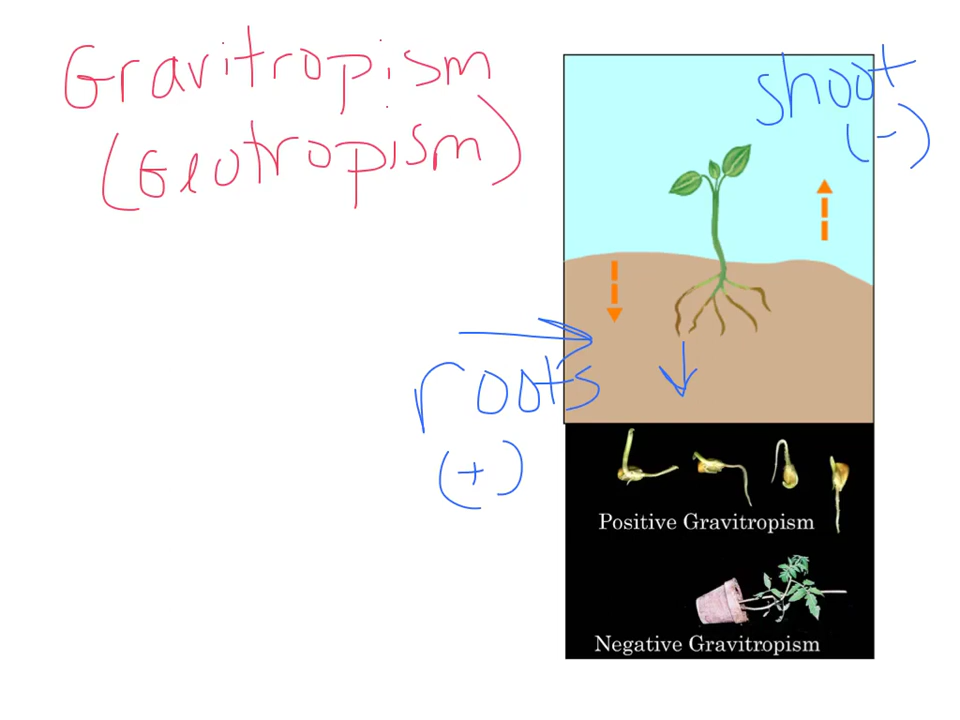 Gravitropism
(Geotropism)
shoot
(-)
roots
(+)
Positive Gravitropism
Negative Gravitropism